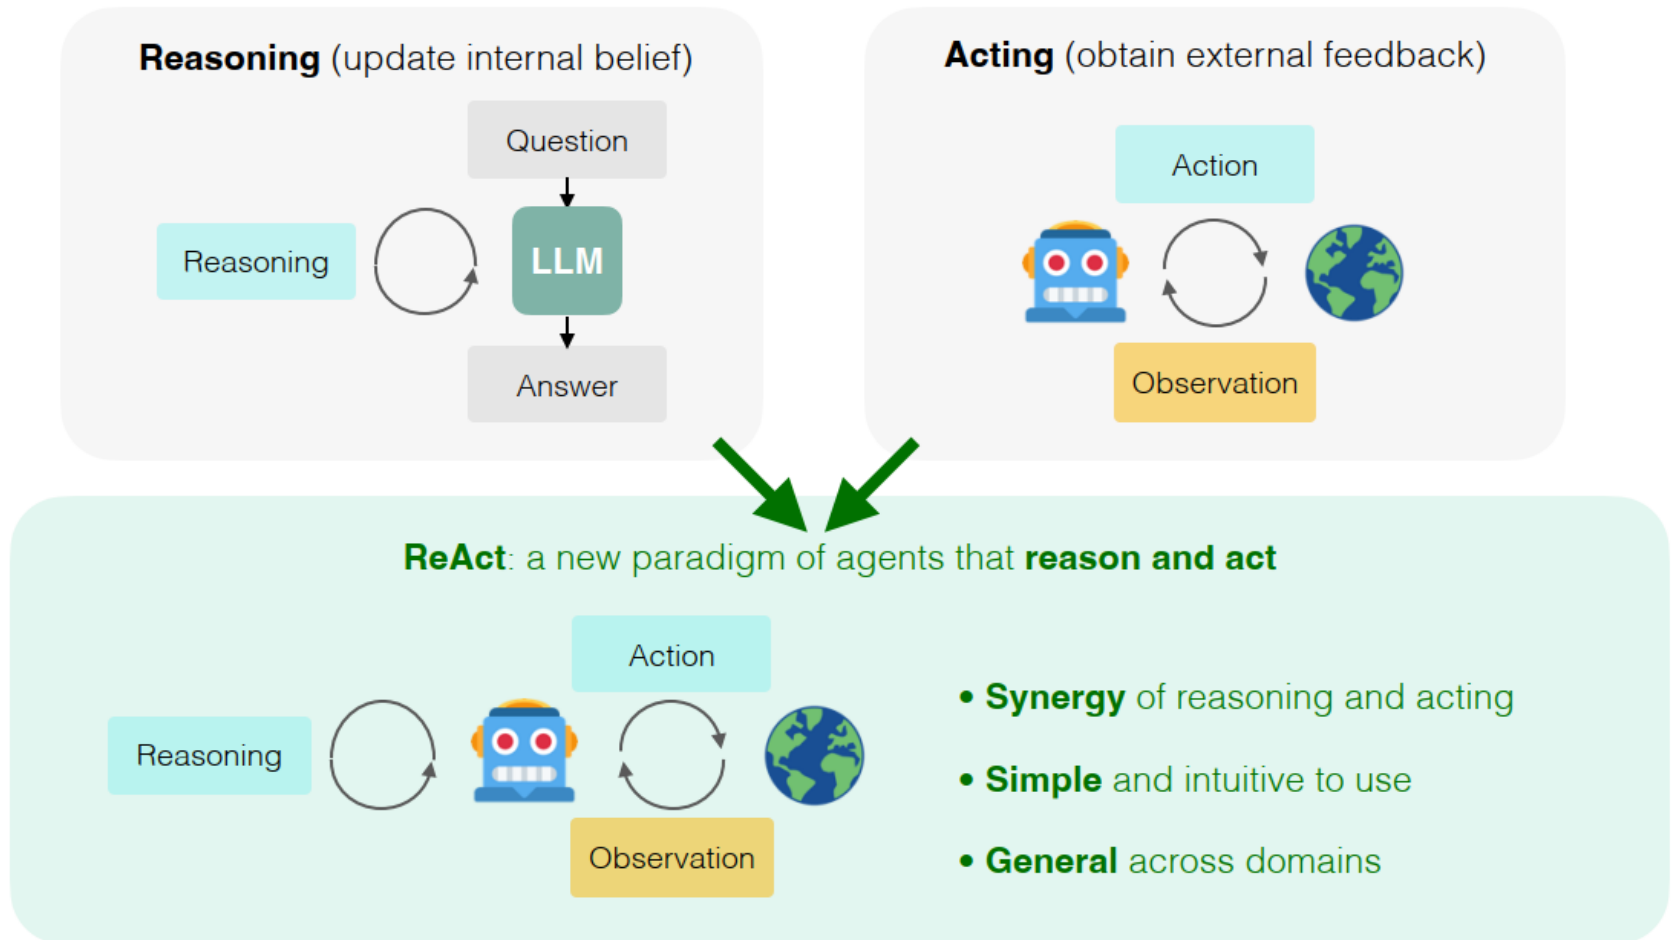 Reasoning (update internal belief)
Question
Reasoning
LLM
Answer
Acting (obtain external feedback)
Action
Observation
ReAct: a new paradigm of agents that reason and act
Action
Reasoning
Observation
• Synergy of reasoning and acting
• Simple and intuitive to use
• General across domains